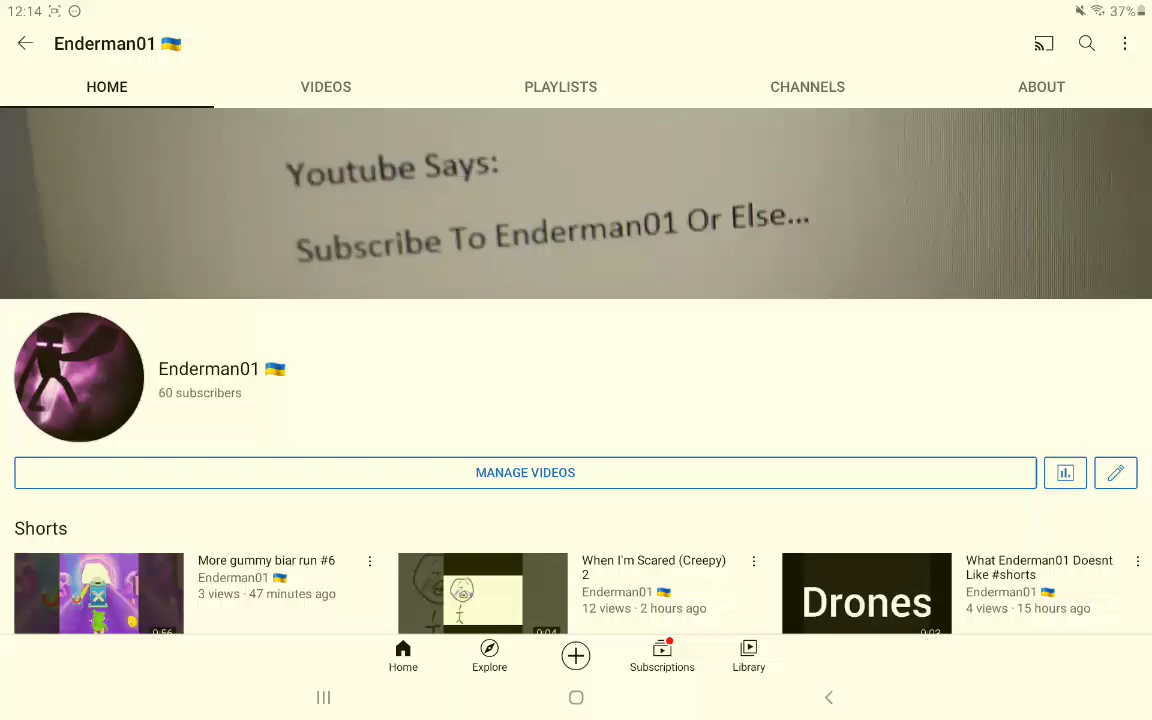 12:14
37%
Enderman01 🇺🇦
HOME
VIDEOS
PLAYLISTS
CHANNELS
ABOUT
Youtube Says:
Subscribe To Enderman01 Or Else...
Enderman01 🇺🇦
60 subscribers
MANAGE VIDEOS
Shorts
More gummy biar run #6
Enderman01 🇺🇦
3 views · 47 minutes ago
0:56
When I'm Scared (Creepy)
2
Enderman01 🇺🇦
12 views · 2 hours ago
0:04
Drones
What Enderman01 Doesnt
Like #shorts
Enderman01 🇺🇦
4 views · 15 hours ago
0:03
Home
Explore
Subscriptions
Library